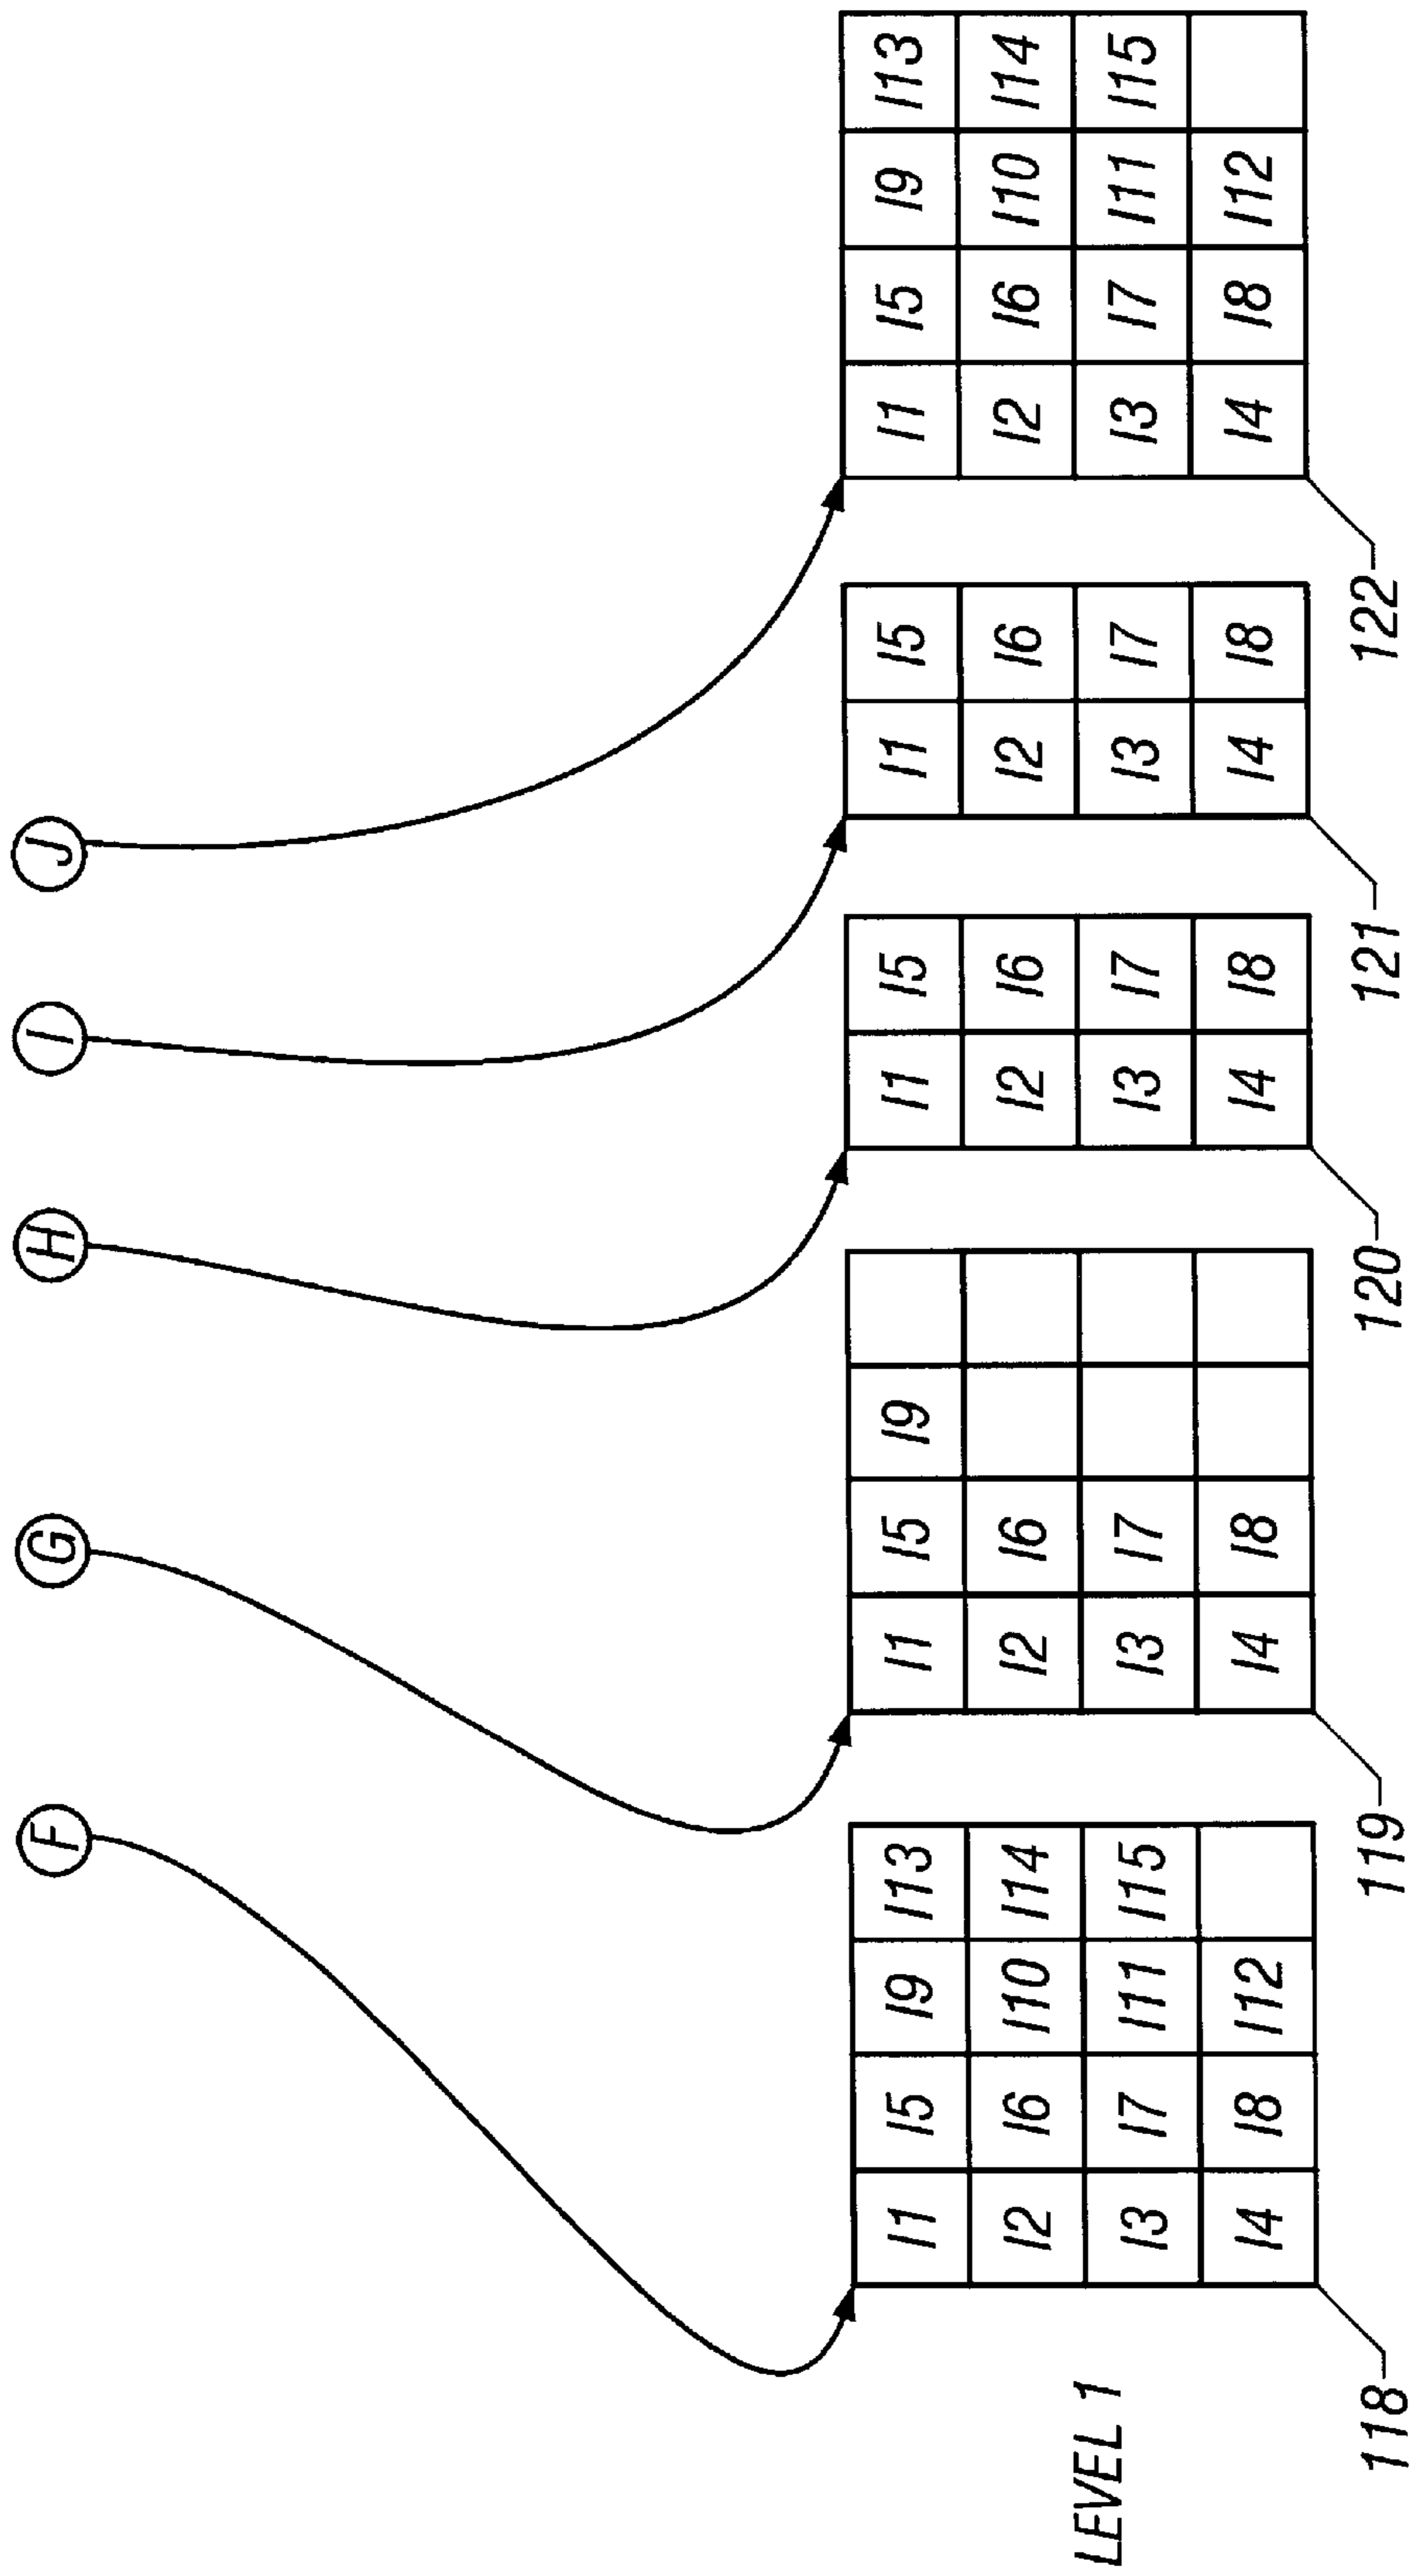 F G H I J
I1 I5 I9 I13 I1 I5 I9 I1 I5 I1 I5 I1 I5 I9 I13
I2 I6 I10 I14 I2 I6 I2 I6 I2 I6 I2 I6 I10 I14
LEVEL 1 I3 I7 I11 I15 I3 I7 I3 I7 I3 I7 I3 I7 I11 I15
I4 I8 I12 I4 I8 I4 I8 I4 I8 I4 I8 I12
118 119 120 121 122